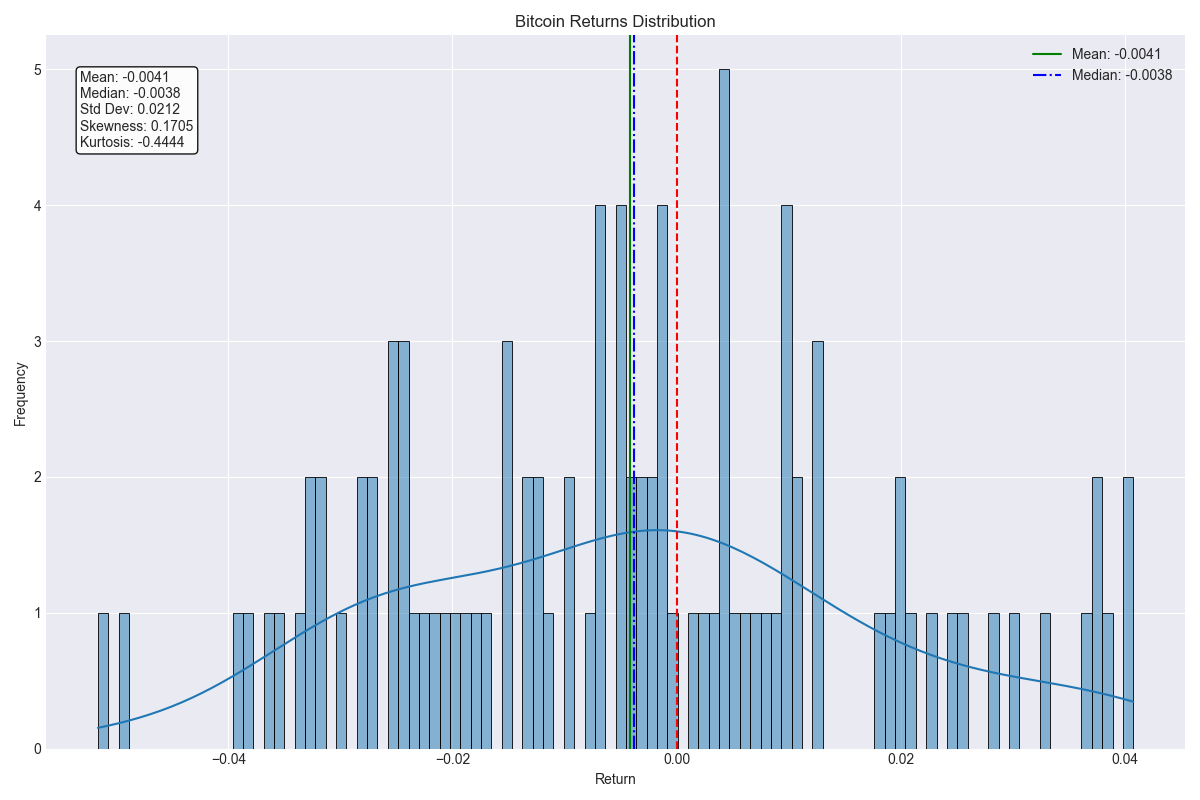 Bitcoin Returns Distribution
Mean: -0.0041
Median: -0.0038
Std Dev: 0.0212
Skewness: 0.1705
Kurtosis: -0.4444
Mean: -0.0041
Median: -0.0038
5
4
3
2
1
0
Frequency
−0.04
−0.02
0.00
0.02
0.04
Return